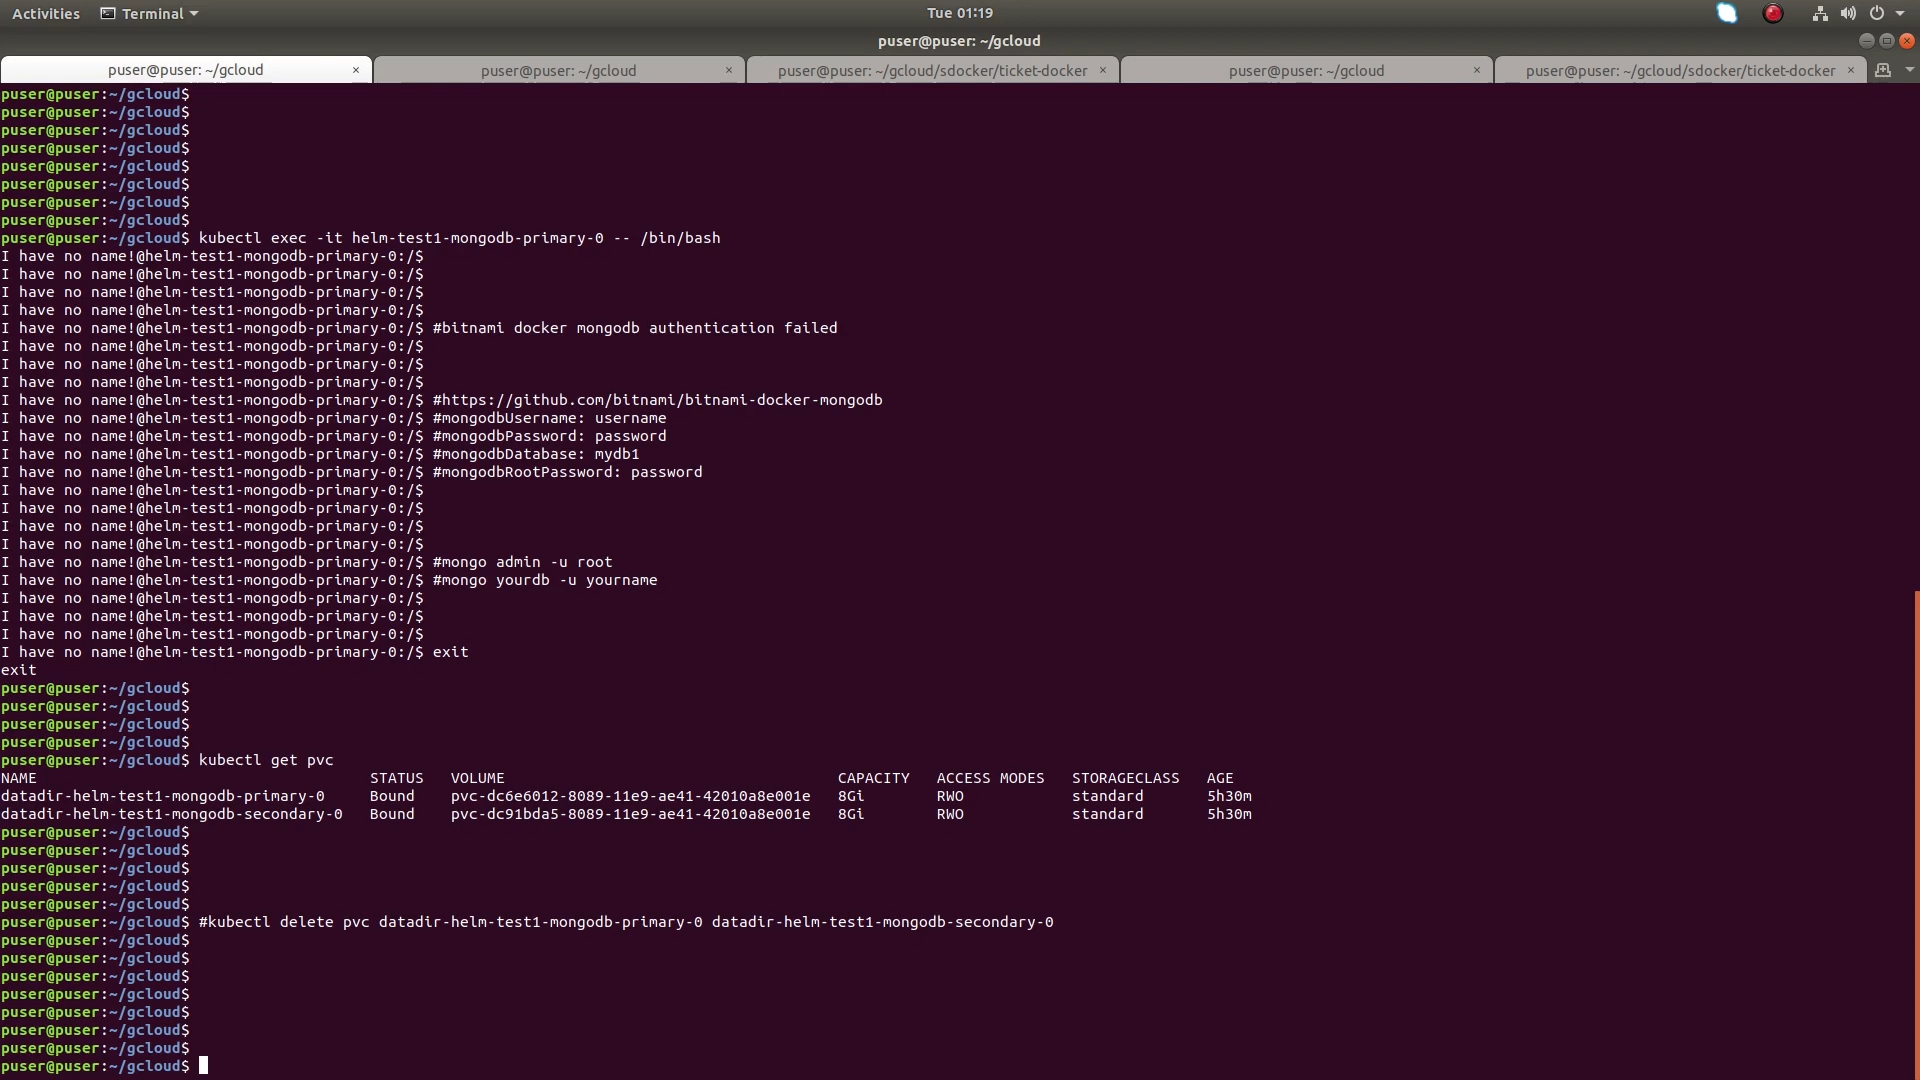 Activities Terminal Tue 01:19
puser@puser: ~/gcloud
puser@puser: ~/gcloud × puser@puser: ~/gcloud × puser@puser: ~/gcloud/sdocker/ticket-docker × puser@puser: ~/gcloud × puser@puser: ~/gcloud/sdocker/ticket-docker ×
puser@puser:~/gcloud$
puser@puser:~/gcloud$
puser@puser:~/gcloud$
puser@puser:~/gcloud$
puser@puser:~/gcloud$
puser@puser:~/gcloud$
puser@puser:~/gcloud$
puser@puser:~/gcloud$
puser@puser:~/gcloud$ kubectl exec -it helm-test1-mongodb-primary-0 -- /bin/bash
I have no name!@helm-test1-mongodb-primary-0:/$
I have no name!@helm-test1-mongodb-primary-0:/$
I have no name!@helm-test1-mongodb-primary-0:/$
I have no name!@helm-test1-mongodb-primary-0:/$
I have no name!@helm-test1-mongodb-primary-0:/$ #bitnami docker mongodb authentication failed
I have no name!@helm-test1-mongodb-primary-0:/$
I have no name!@helm-test1-mongodb-primary-0:/$
I have no name!@helm-test1-mongodb-primary-0:/$
I have no name!@helm-test1-mongodb-primary-0:/$ #https://github.com/bitnami/bitnami-docker-mongodb
I have no name!@helm-test1-mongodb-primary-0:/$ #mongodbUsername: username
I have no name!@helm-test1-mongodb-primary-0:/$ #mongodbPassword: password
I have no name!@helm-test1-mongodb-primary-0:/$ #mongodbDatabase: mydb1
I have no name!@helm-test1-mongodb-primary-0:/$ #mongodbRootPassword: password
I have no name!@helm-test1-mongodb-primary-0:/$
I have no name!@helm-test1-mongodb-primary-0:/$
I have no name!@helm-test1-mongodb-primary-0:/$
I have no name!@helm-test1-mongodb-primary-0:/$
I have no name!@helm-test1-mongodb-primary-0:/$ #mongo admin -u root
I have no name!@helm-test1-mongodb-primary-0:/$ #mongo yourdb -u yourname
I have no name!@helm-test1-mongodb-primary-0:/$
I have no name!@helm-test1-mongodb-primary-0:/$
I have no name!@helm-test1-mongodb-primary-0:/$
I have no name!@helm-test1-mongodb-primary-0:/$ exit
exit
puser@puser:~/gcloud$
puser@puser:~/gcloud$
puser@puser:~/gcloud$
puser@puser:~/gcloud$
puser@puser:~/gcloud$ kubectl get pvc
NAME STATUS VOLUME CAPACITY ACCESS MODES STORAGECLASS AGE
datadir-helm-test1-mongodb-primary-0 Bound pvc-dc6e6012-8089-11e9-ae41-42010a8e001e 8Gi RWO standard 5h30m
datadir-helm-test1-mongodb-secondary-0 Bound pvc-dc91bda5-8089-11e9-ae41-42010a8e001e 8Gi RWO standard 5h30m
puser@puser:~/gcloud$
puser@puser:~/gcloud$
puser@puser:~/gcloud$
puser@puser:~/gcloud$
puser@puser:~/gcloud$
puser@puser:~/gcloud$ #kubectl delete pvc datadir-helm-test1-mongodb-primary-0 datadir-helm-test1-mongodb-secondary-0
puser@puser:~/gcloud$
puser@puser:~/gcloud$
puser@puser:~/gcloud$
puser@puser:~/gcloud$
puser@puser:~/gcloud$
puser@puser:~/gcloud$
puser@puser:~/gcloud$
puser@puser:~/gcloud$